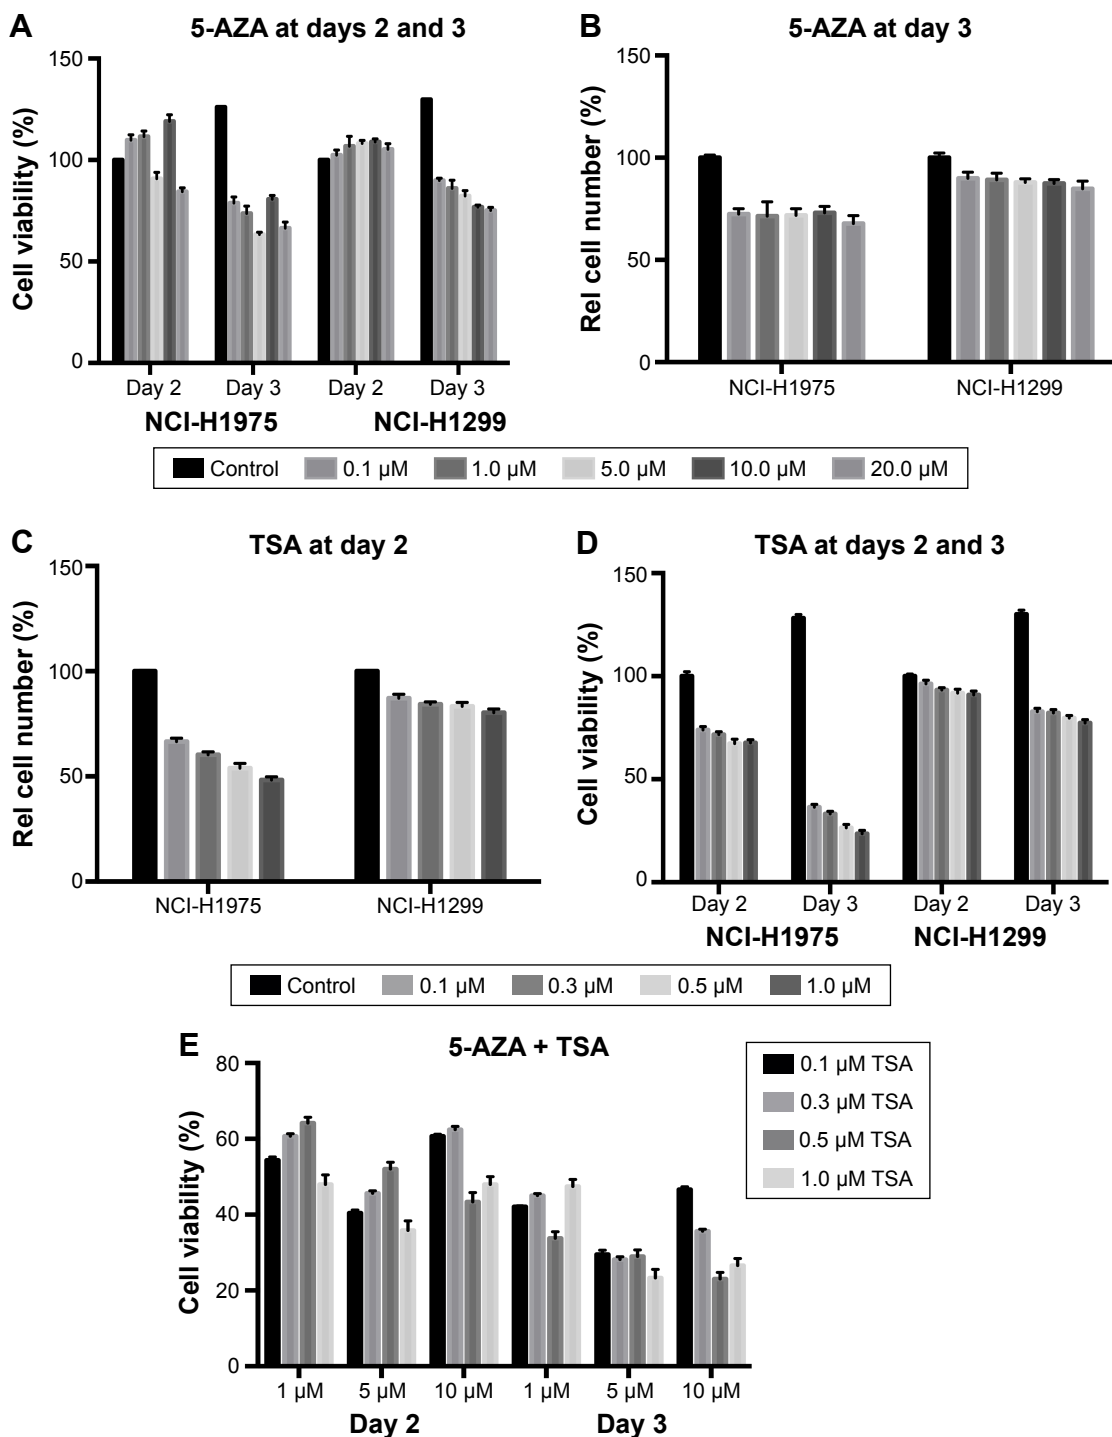 A
5-AZA at days 2 and 3
Cell viability (%)
150
100
50
0
Day 2
Day 3
Day 2
Day 3
NCI-H1975
NCI-H1299
B
5-AZA at day 3
Rel cell number (%)
150
100
50
0
NCI-H1975
NCI-H1299
Control
0.1 µM
1.0 µM
5.0 µM
10.0 µM
20.0 µM
C
TSA at day 2
Rel cell number (%)
150
100
50
0
NCI-H1975
NCI-H1299
D
TSA at days 2 and 3
Cell viability (%)
150
100
50
0
Day 2
Day 3
Day 2
Day 3
NCI-H1975
NCI-H1299
Control
0.1 µM
0.3 µM
0.5 µM
1.0 µM
E
5-AZA + TSA
Cell viability (%)
80
60
40
20
0
1 µM
5 µM
10 µM
1 µM
5 µM
10 µM
Day 2
Day 3
0.1 µM TSA
0.3 µM TSA
0.5 µM TSA
1.0 µM TSA